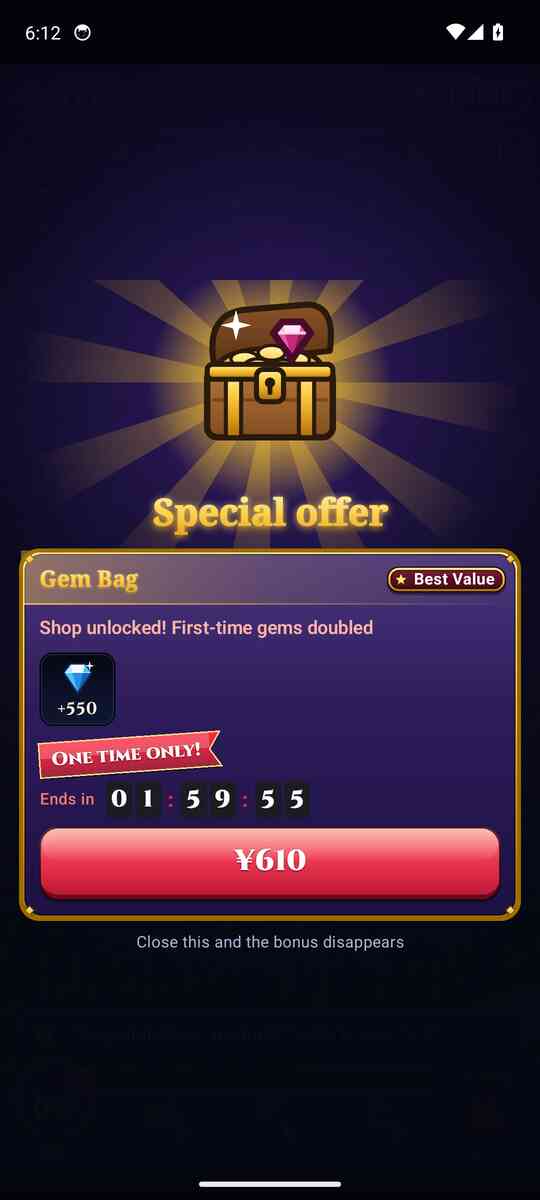 6:12
Special offer
Gem Bag
Best Value
Shop unlocked! First-time gems doubled
+550
ONE TIME ONLY!
Ends in 01:59:55
¥610
Close this and the bonus disappears